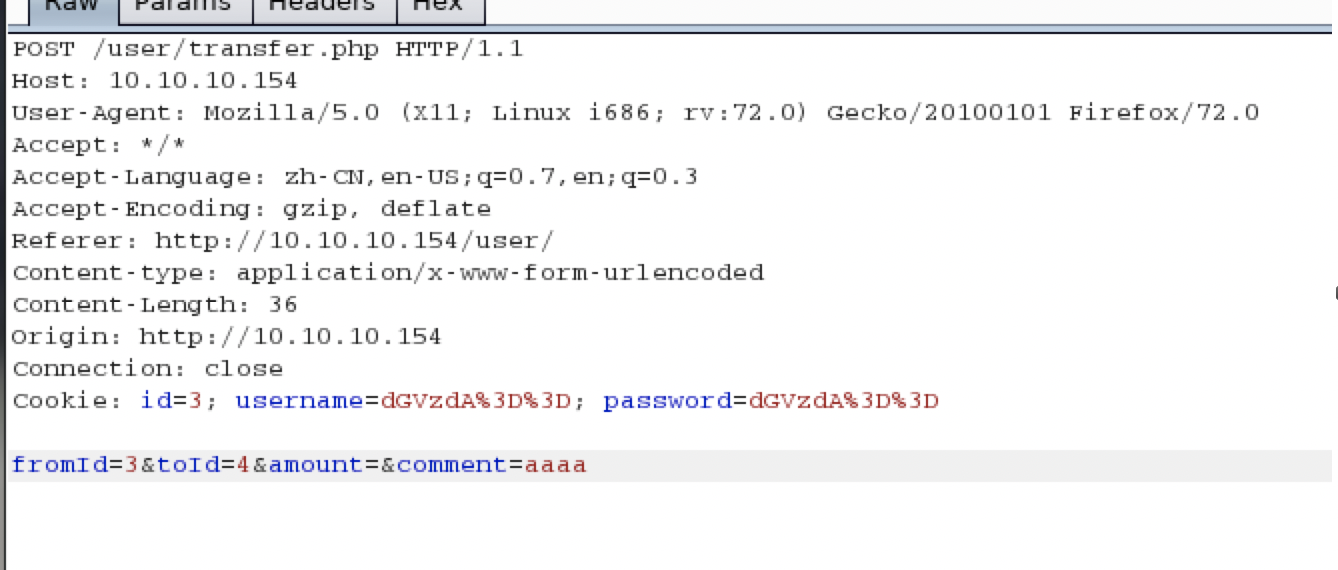 Raw Params Headers Hex
POST /user/transfer.php HTTP/1.1
Host: 10.10.10.154
User-Agent: Mozilla/5.0 (X11; Linux i686; rv:72.0) Gecko/20100101 Firefox/72.0
Accept: */*
Accept-Language: zh-CN,en-US;q=0.7,en;q=0.3
Accept-Encoding: gzip, deflate
Referer: http://10.10.10.154/user/
Content-type: application/x-www-form-urlencoded
Content-Length: 36
Origin: http://10.10.10.154
Connection: close
Cookie: id=3; username=dGVzdA%3D%3D; password=dGVzdA%3D%3D
fromId=3&toId=4&amount=&comment=aaaa